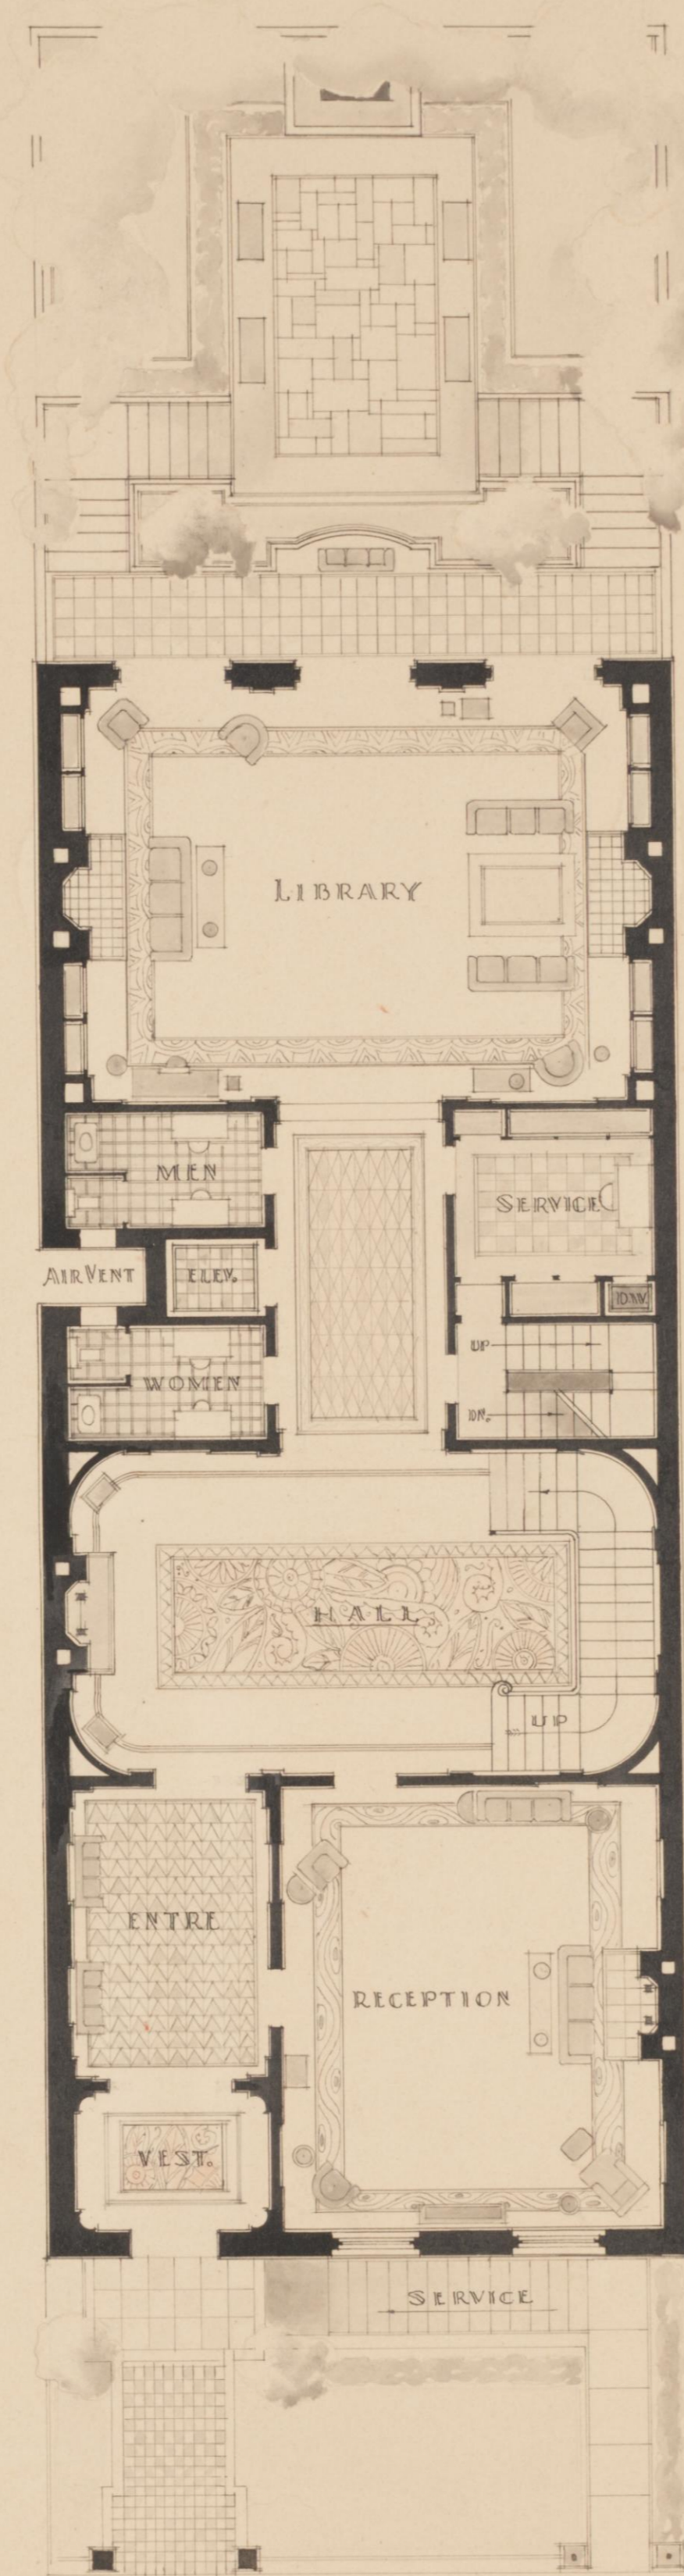 LIBRARY
MEN
SERVICE
AIR VENT
ELEV.
D.W.
UP
WOMEN
DN.
HALL
UP
ENTRE
RECEPTION
VEST.
SERVICE